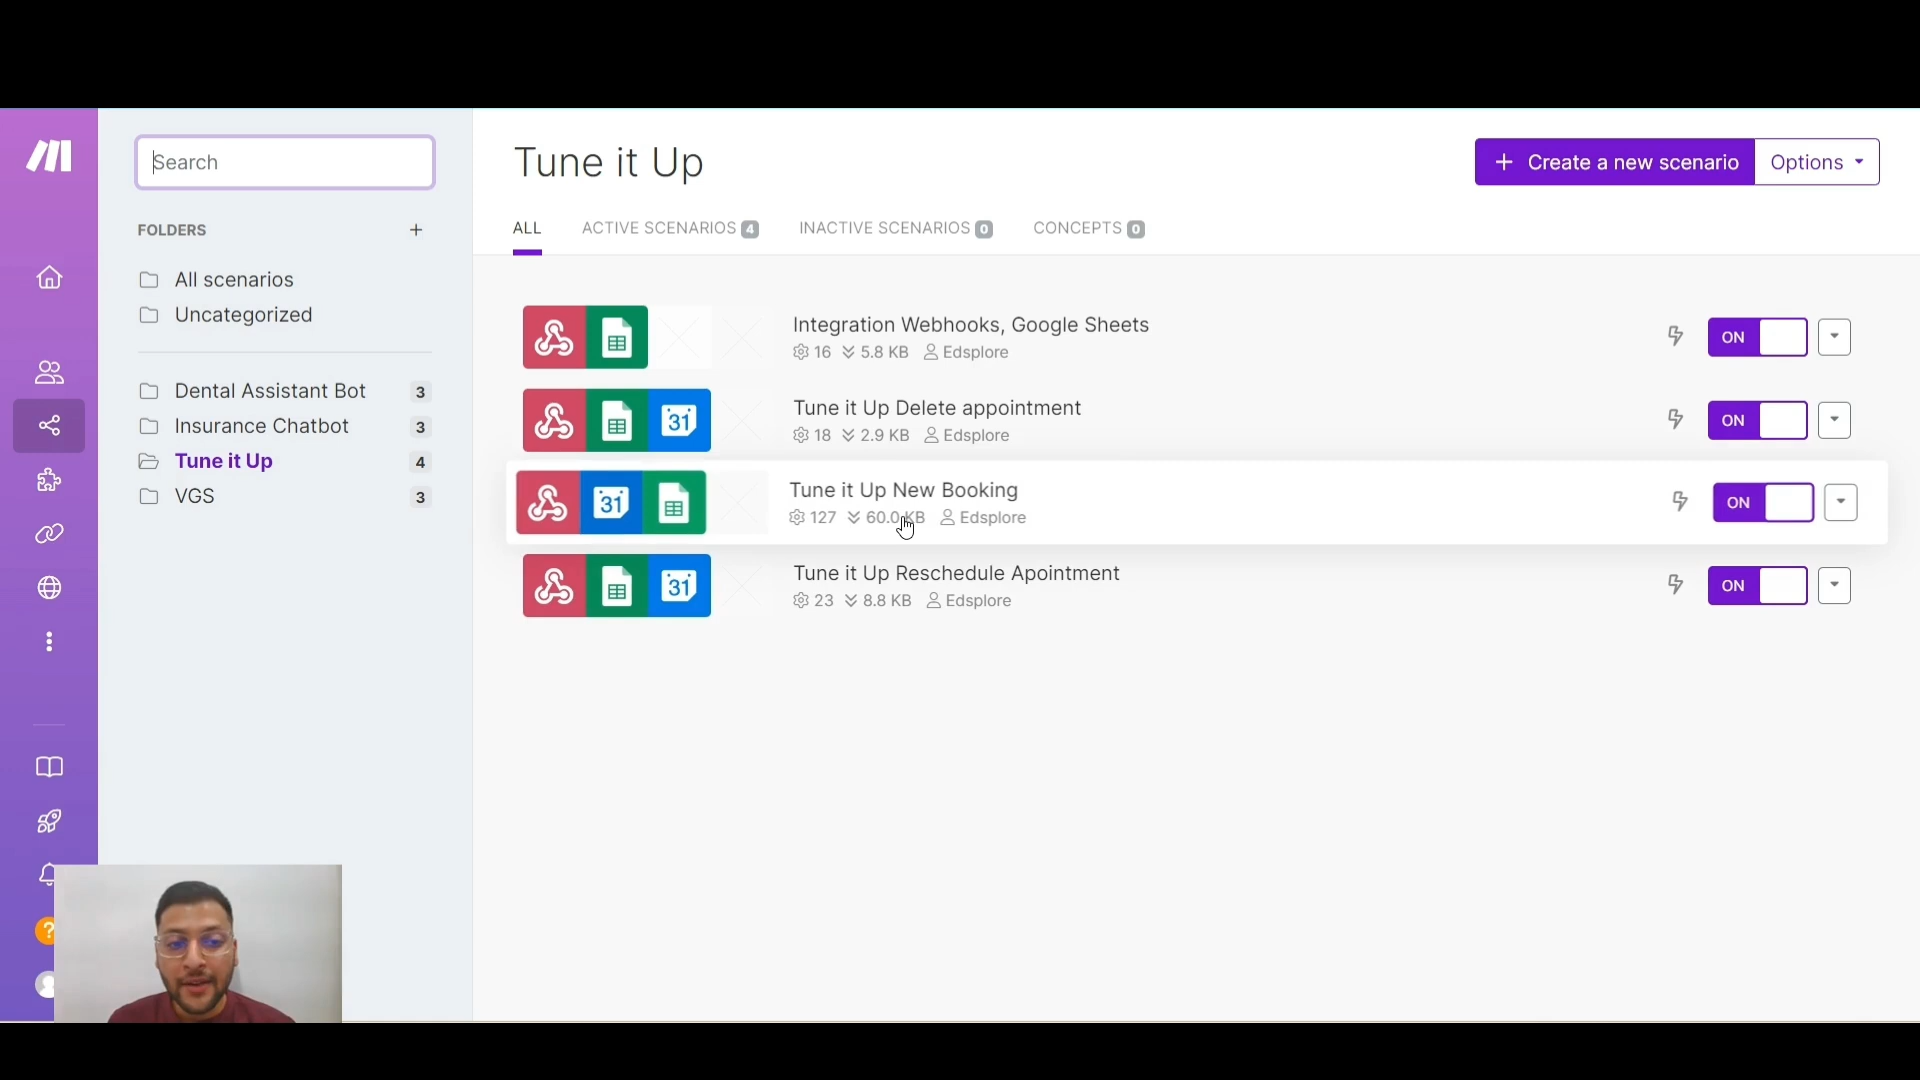 Search
FOLDERS +
All scenarios
Uncategorized
Dental Assistant Bot 3
Insurance Chatbot 3
Tune it Up 4
VGS 3
?
Tune it Up
+ Create a new scenario
Options
ALL
ACTIVE SCENARIOS 4
INACTIVE SCENARIOS 0
CONCEPTS 0
Integration Webhooks, Google Sheets
16 5.8 KB Edsplore
ON
31
Tune it Up Delete appointment
18 2.9 KB Edsplore
ON
31
Tune it Up New Booking
127 60.0 KB Edsplore
ON
31
Tune it Up Reschedule Apointment
23 8.8 KB Edsplore
ON